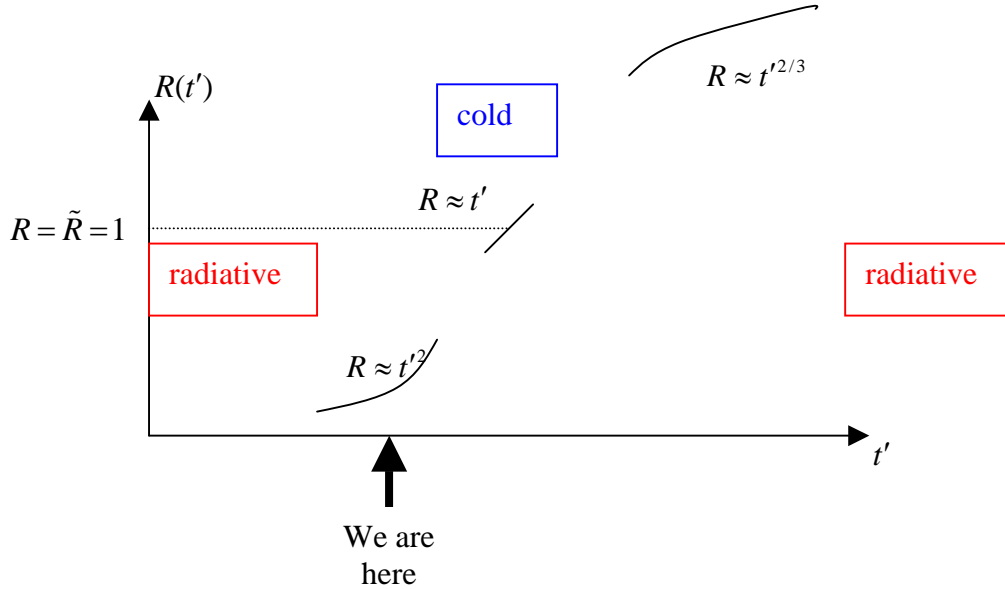 R ≈ t′^{2/3}
R(t′)
cold
R ≈ t′
R = R̃ = 1
radiative
radiative
R ≈ t′²
t′
We are
here